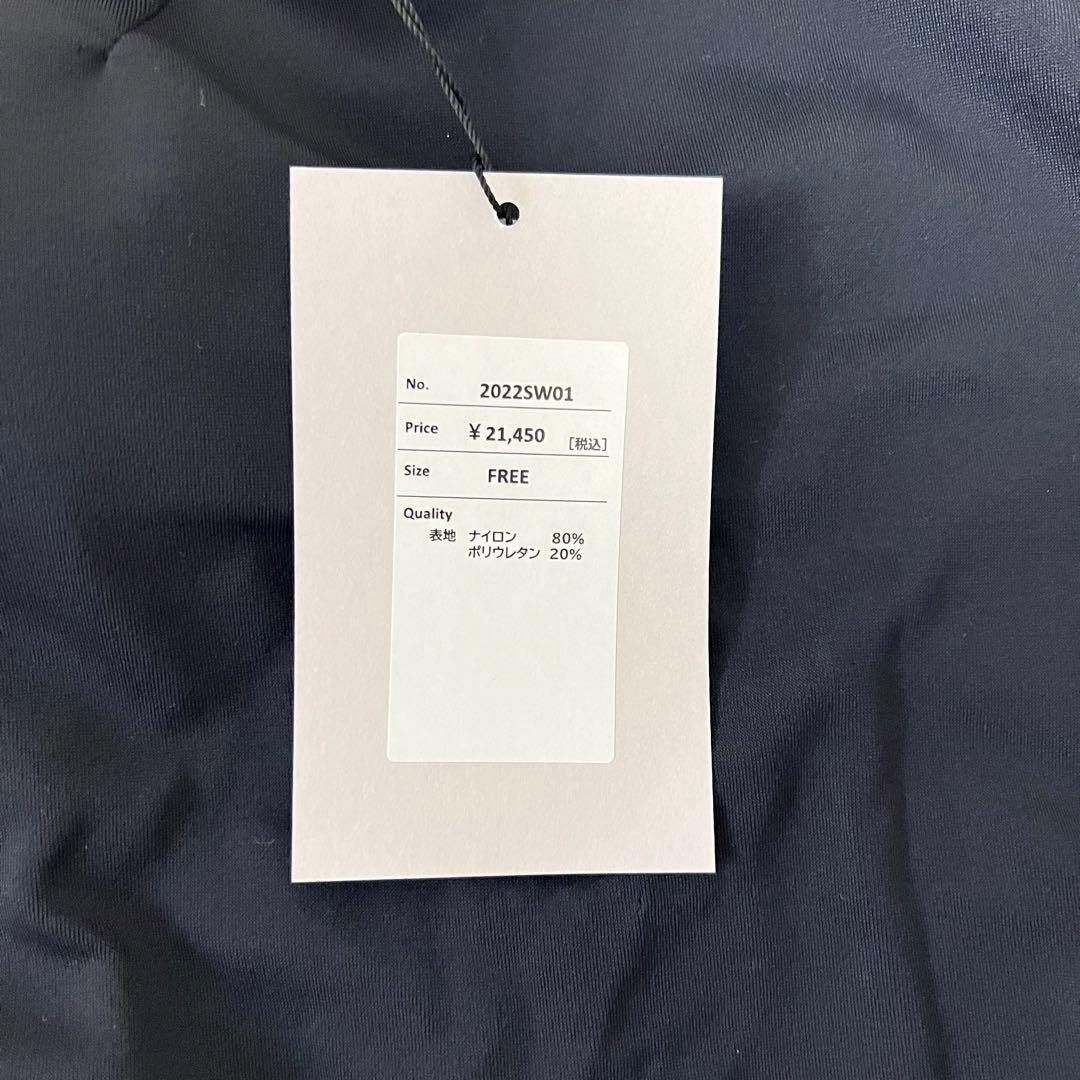 No. 2022SW01
Price ¥21,450 [税込]
Size FREE
Quality
表地 ナイロン 80%
ポリウレタン 20%